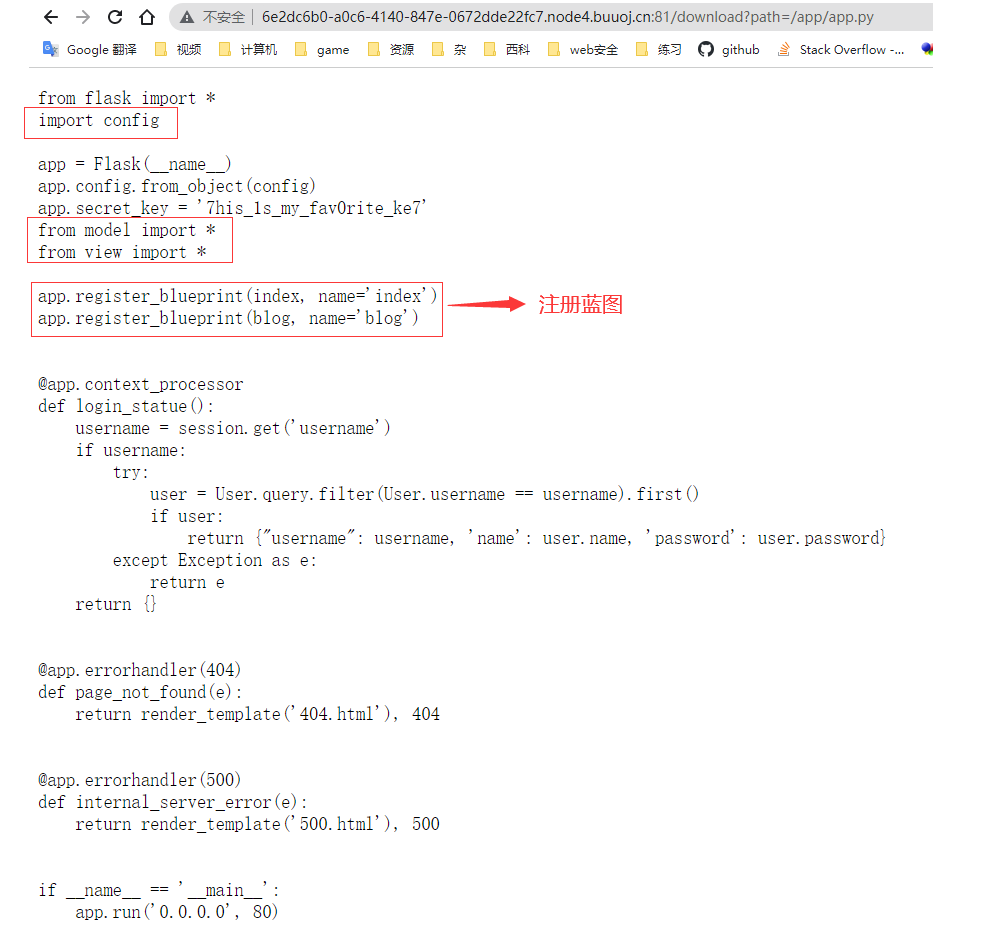 不安全 | 6e2dc6b0-a0c6-4140-847e-0672dde22fc7.node4.buuoj.cn:81/download?path=/app/app.py
Google 翻译 视频 计算机 game 资源 杂 西科 web安全 练习 github Stack Overflow -...
from flask import *
import config
app = Flask(__name__)
app.config.from_object(config)
app.secret_key = '7his_1s_my_fav0rite_ke7'
from model import *
from view import *
app.register_blueprint(index, name='index')
app.register_blueprint(blog, name='blog')
注册蓝图
@app.context_processor
def login_statue():
    username = session.get('username')
    if username:
        try:
            user = User.query.filter(User.username == username).first()
            if user:
                return {"username": username, 'name': user.name, 'password': user.password}
        except Exception as e:
            return e
    return {}
@app.errorhandler(404)
def page_not_found(e):
    return render_template('404.html'), 404
@app.errorhandler(500)
def internal_server_error(e):
    return render_template('500.html'), 500
if __name__ == '__main__':
    app.run('0.0.0.0', 80)